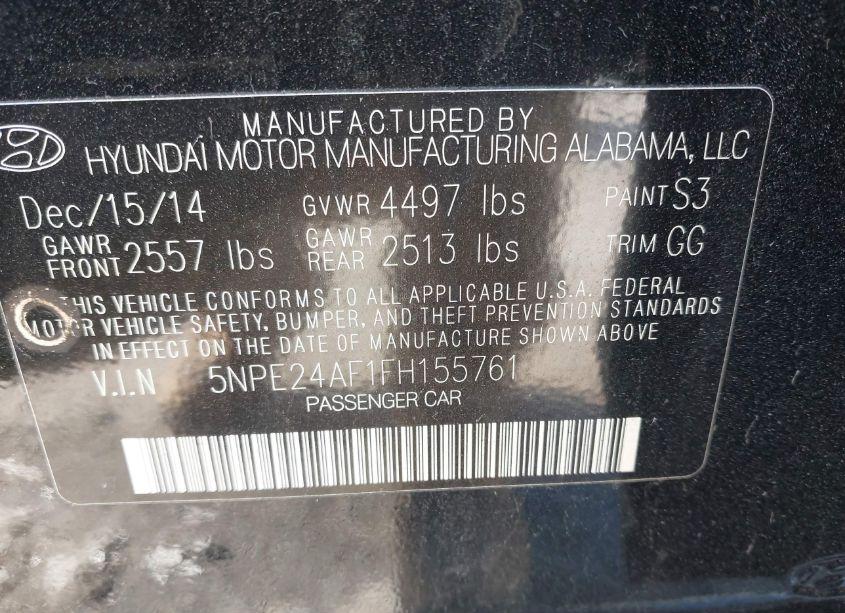 MANUFACTURED BY
HYUNDAI MOTOR MANUFACTURING ALABAMA, LLC
Dec/15/14 GVWR 4497 lbs PAINT S3
GAWR FRONT 2557 lbs GAWR REAR 2513 lbs TRIM GG
THIS VEHICLE CONFORMS TO ALL APPLICABLE U.S.A. FEDERAL
MOTOR VEHICLE SAFETY, BUMPER, AND THEFT PREVENTION STANDARDS
IN EFFECT ON THE DATE OF MANUFACTURE SHOWN ABOVE
V.I.N 5NPE24AF1FH155761
PASSENGER CAR